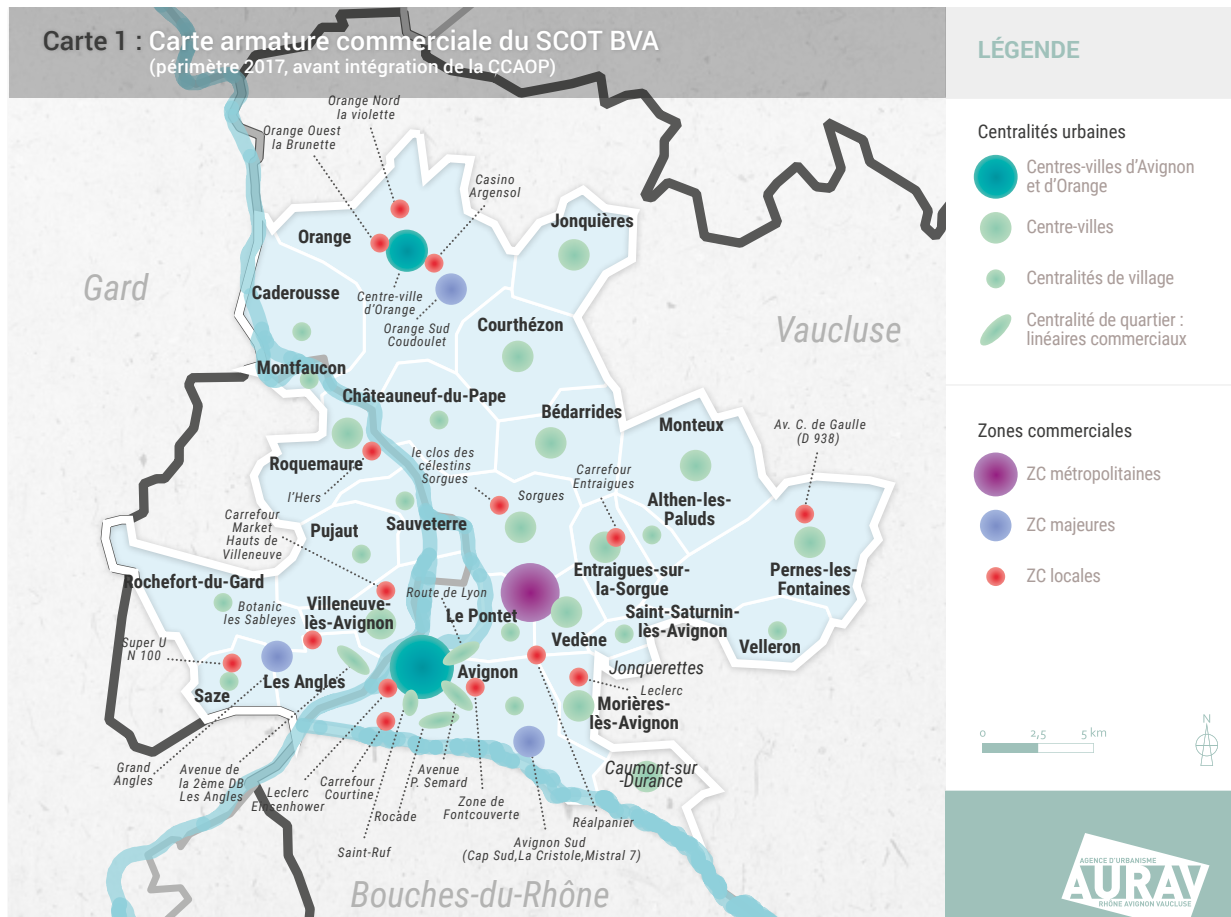 Carte 1 : Carte armature commerciale du SCOT BVA
(périmètre 2017, avant intégration de la CCAOP)
Orange Nord
la violette
Orange Ouest
la Brunette
Casino
Argensol
Jonquières
Orange
Gard
Caderousse
Centre-ville
d'Orange
Orange Sud
Coudoulet
Courthézon
Vaucluse
Montfaucon
Châteauneuf-du-Pape
Bédarrides
Monteux
Av. C. de Gaulle
(D 938)
Roquemaure
le clos des
célestins
Sorgues
Carrefour
Entraigues
l'Hers
Sorgues
Althen-les-
Paluds
Carrefour
Market
Hauts de
Villeneuve
Pujaut
Sauveterre
Rochefort-du-Gard
Entraigues-sur-
la-Sorgue
Pernes-les-
Fontaines
Botanic
les Sableyes
Villeneuve-
lès-Avignon
Route de Lyon
Le Pontet
Saint-Saturnin-
lès-Avignon
Vedène
Velleron
Super U
N 100
Les Angles
Avignon
Jonquerettes
Saze
Leclerc
Morières-
lès-Avignon
Grand
Angles
Avenue de
la 2ème DB
Les Angles
Leclerc
Einsenhower
Carrefour
Courtine
Avenue
P. Semard
Caumont-sur
-Durance
Rocade
Zone de
Fontcouverte
Réalpanier
Saint-Ruf
Avignon Sud
(Cap Sud,La Cristole,Mistral 7)
Bouches-du-Rhône
LÉGENDE
Centralités urbaines
Centres-villes d'Avignon
et d'Orange
Centre-villes
Centralités de village
Centralité de quartier :
linéaires commerciaux
Zones commerciales
ZC métropolitaines
ZC majeures
ZC locales
0 2,5 5 km
N
AGENCE D'URBANISME
AURAV
RHÔNE AVIGNON VAUCLUSE